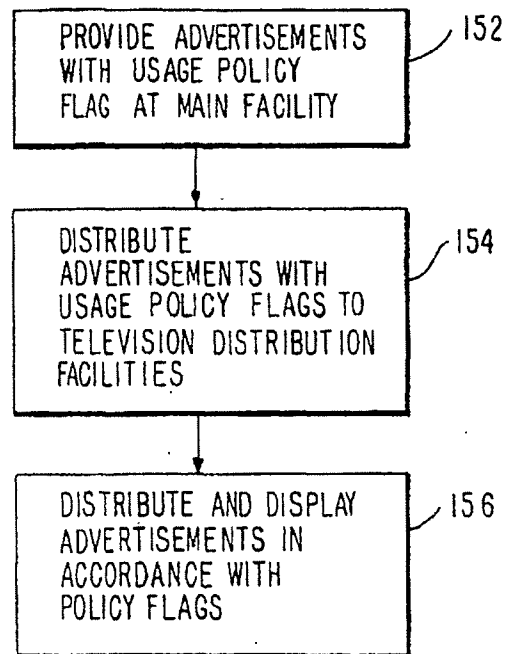 PROVIDE ADVERTISEMENTS
WITH USAGE POLICY
FLAG AT MAIN FACILITY
152
DISTRIBUTE
ADVERTISEMENTS WITH
USAGE POLICY FLAGS TO
TELEVISION DISTRIBUTION
FACILITIES
154
DISTRIBUTE AND DISPLAY
ADVERTISEMENTS IN
ACCORDANCE WITH
POLICY FLAGS
156